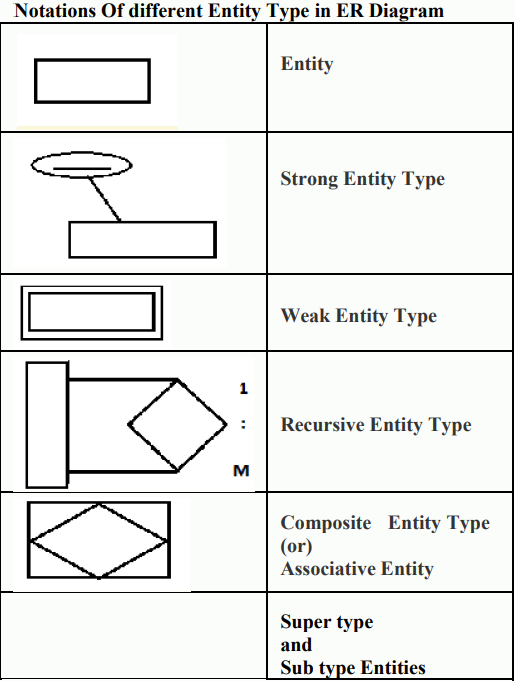 Notations Of different Entity Type in ER Diagram
Entity
Strong Entity Type
Weak Entity Type
1
:
M
Recursive Entity Type
Composite Entity Type
(or)
Associative Entity
Super type
and
Sub type Entities